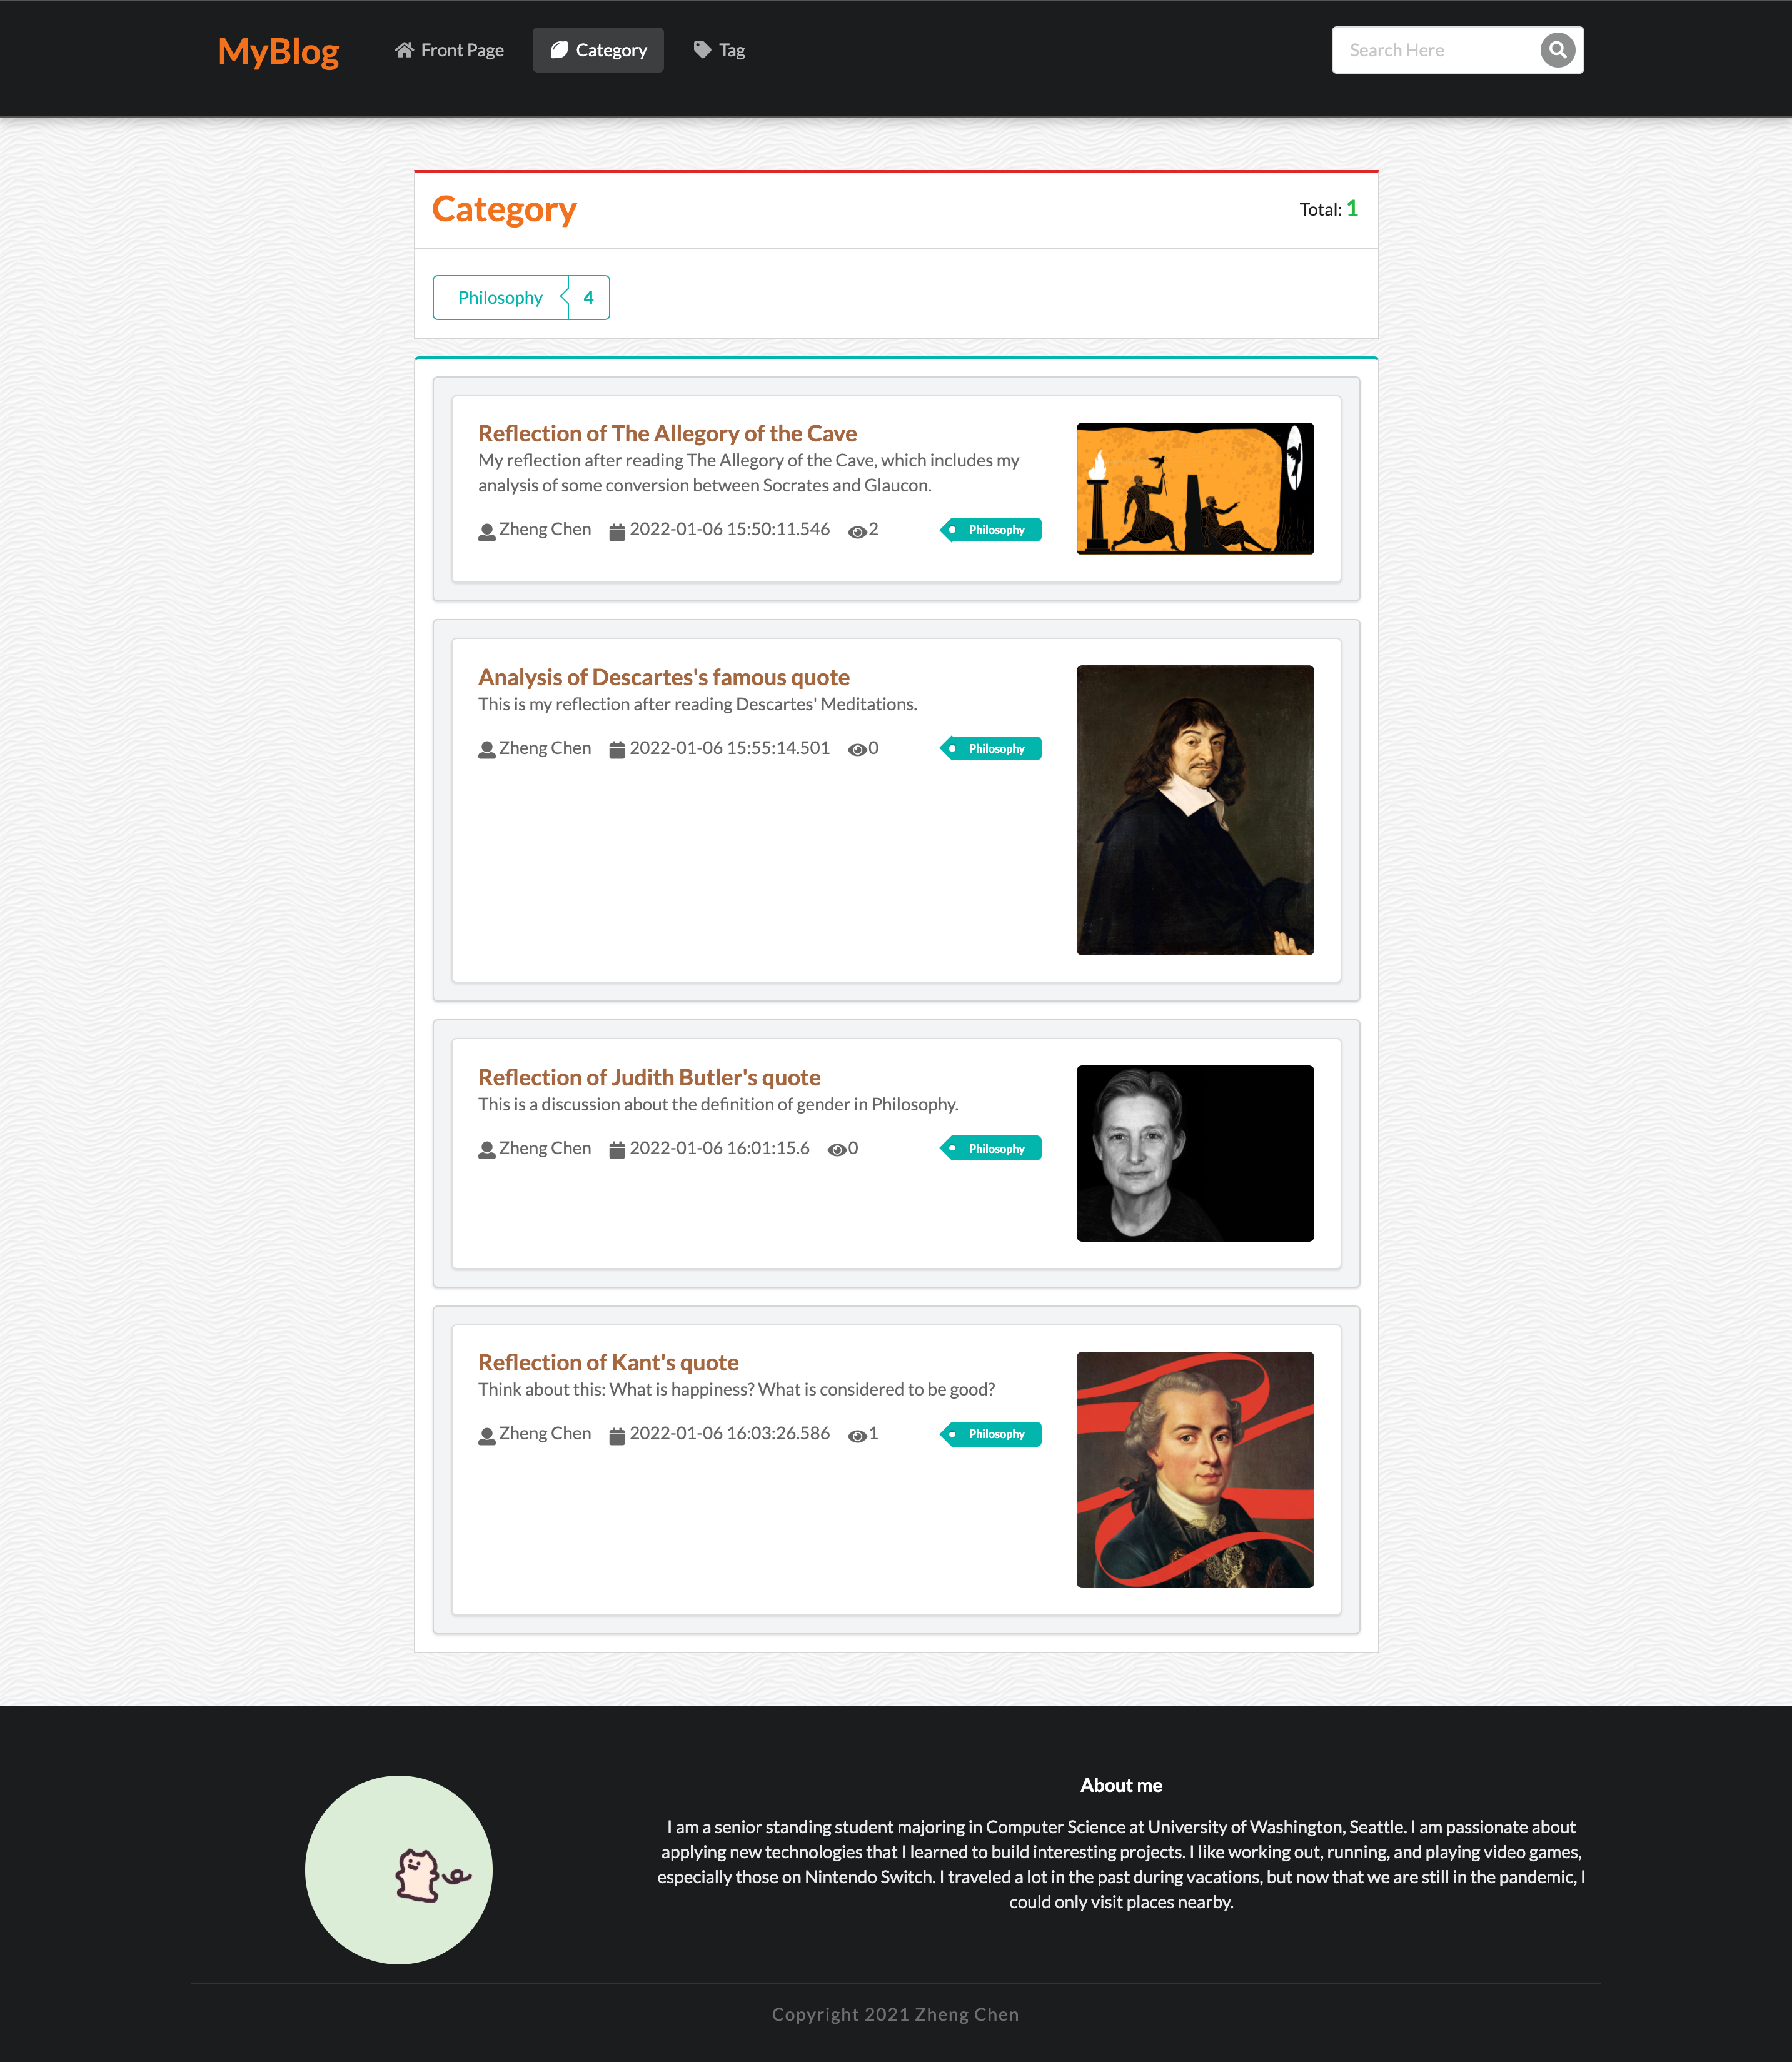 MyBlog
Front Page
Category
Tag
Search Here
Category
Total: 1
Philosophy
4
Reflection of The Allegory of the Cave
My reflection after reading The Allegory of the Cave, which includes my
analysis of some conversion between Socrates and Glaucon.
Zheng Chen 2022-01-06 15:50:11.546 2 Philosophy
Analysis of Descartes's famous quote
This is my reflection after reading Descartes' Meditations.
Zheng Chen 2022-01-06 15:55:14.501 0 Philosophy
Reflection of Judith Butler's quote
This is a discussion about the definition of gender in Philosophy.
Zheng Chen 2022-01-06 16:01:15.6 0 Philosophy
Reflection of Kant's quote
Think about this: What is happiness? What is considered to be good?
Zheng Chen 2022-01-06 16:03:26.586 1 Philosophy
About me
I am a senior standing student majoring in Computer Science at University of Washington, Seattle. I am passionate about
applying new technologies that I learned to build interesting projects. I like working out, running, and playing video games,
especially those on Nintendo Switch. I traveled a lot in the past during vacations, but now that we are still in the pandemic, I
could only visit places nearby.
Copyright 2021 Zheng Chen